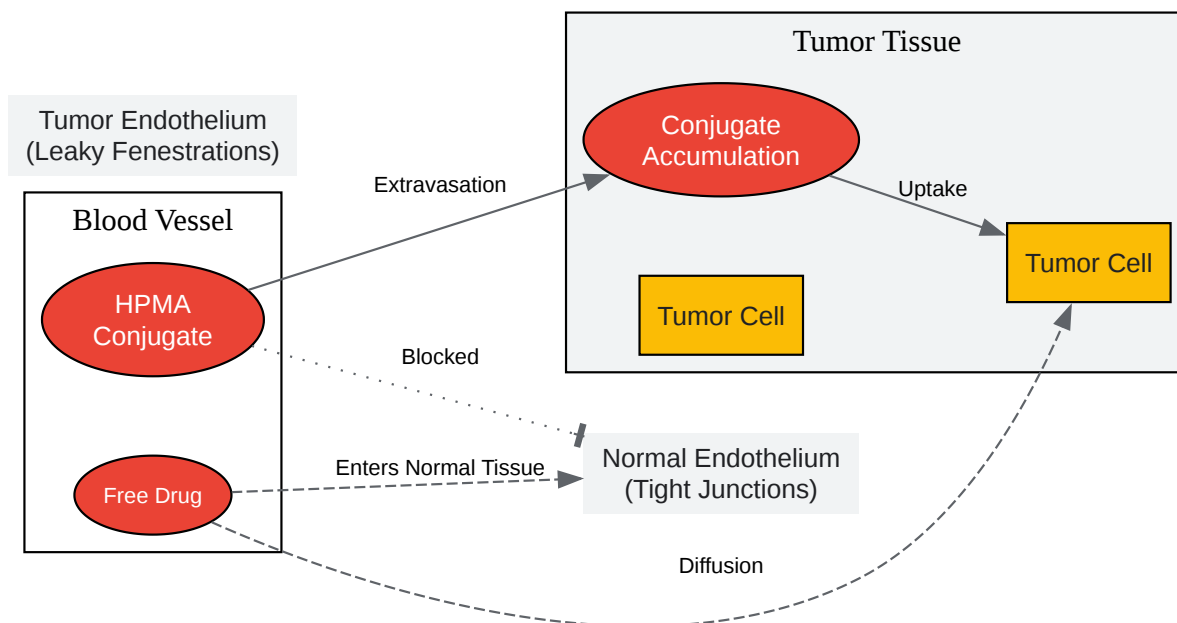 Tumor Tissue
Tumor Endothelium
(Leaky Fenestrations)
Conjugate
Accumulation
Extravasation
Uptake
Blood Vessel
Tumor Cell
HPMA
Conjugate
Tumor Cell
Blocked
Enters Normal Tissue
Normal Endothelium
(Tight Junctions)
Free Drug
Diffusion